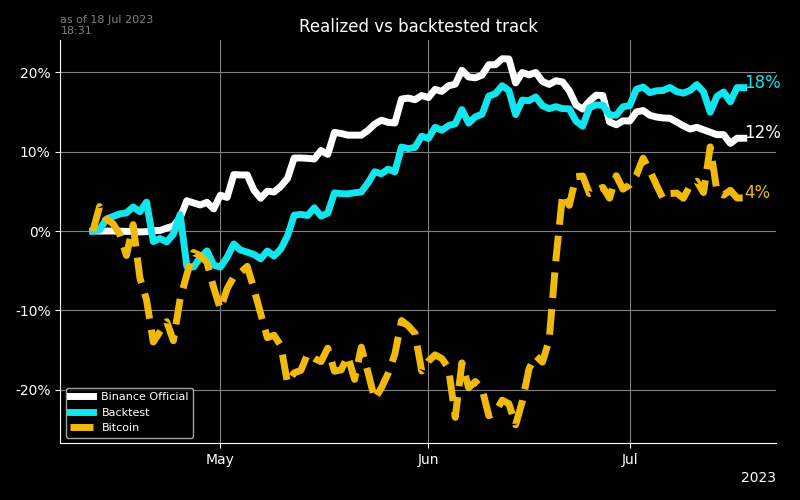 as of 18 Jul 2023
18:31
Realized vs backtested track
20%
10%
0%
-10%
-20%
18%
12%
4%
Binance Official
Backtest
Bitcoin
May
Jun
Jul
2023